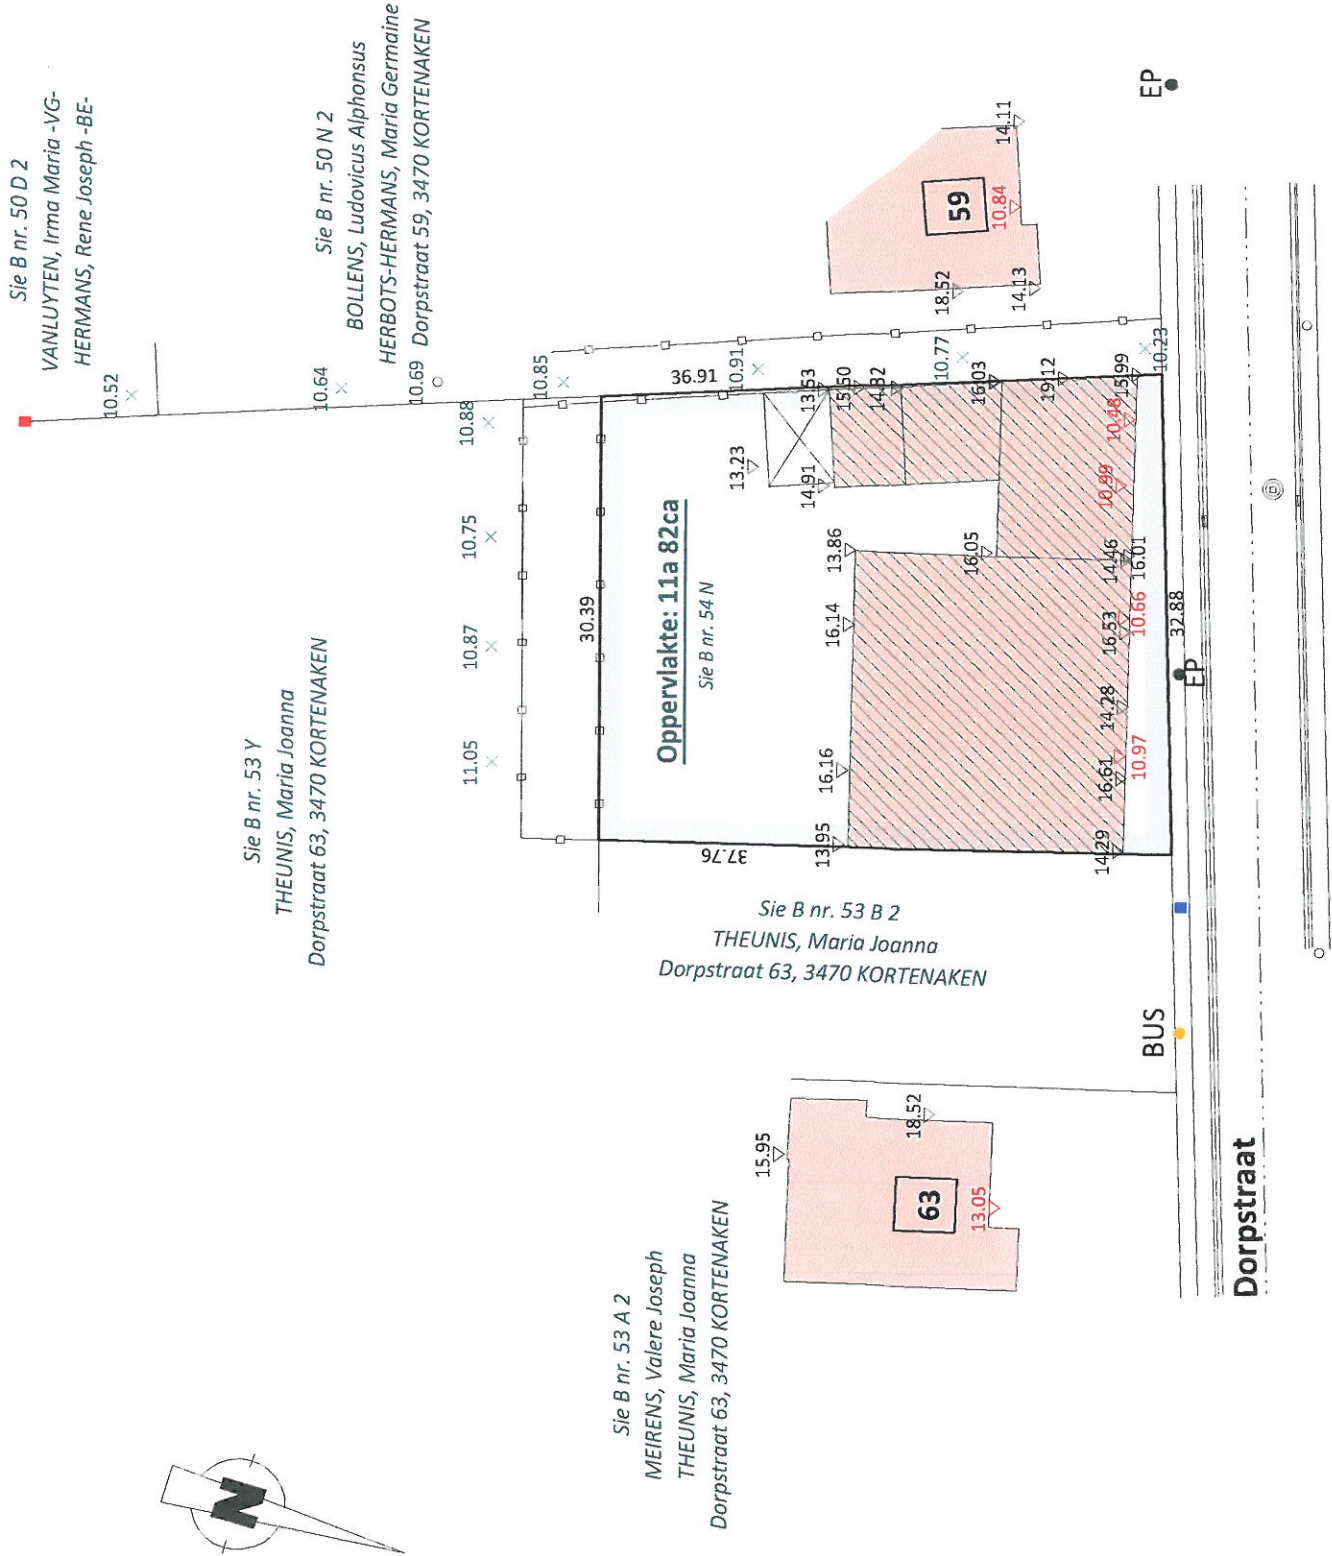 Sie B nr. 50 D 2
VANLUYTEN, Irma Maria -VG-
HERMANS, Rene Joseph -BE-
Sie B nr. 50 N 2
BOLLENS, Ludovicus Alphonsus
HERBOTS-HERMANS, Maria Germaine
Dorpstraat 59, 3470 KORTENAKEN
10.52
10.64
10.69
10.85
10.88
10.75
10.87
11.05
36.91
10.91
10.77
10.23
30.39
37.76
32.88
Sie B nr. 53 Y
THEUNIS, Maria Joanna
Dorpstraat 63, 3470 KORTENAKEN
Oppervlakte: 11a 82ca
Sie B nr. 54 N
13.23
14.91
13.53
15.50
14.82
16.03
19.12
15.99
10.48
10.99
13.86
16.05
14.46
16.01
16.14
16.53
10.66
14.28
16.16
16.61
10.97
13.95
14.29
59
10.84
18.52
14.13
14.11
EP
EP
Sie B nr. 53 B 2
THEUNIS, Maria Joanna
Dorpstraat 63, 3470 KORTENAKEN
BUS
15.95
18.52
63
13.05
Sie B nr. 53 A 2
MEIRENS, Valere Joseph
THEUNIS, Maria Joanna
Dorpstraat 63, 3470 KORTENAKEN
Dorpstraat
N